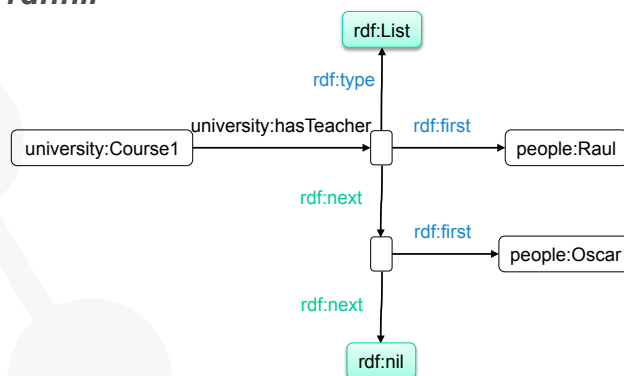 rdf:List
rdf:type
university:hasTeacher
rdf:first
university:Course1
people:Raul
rdf:next
rdf:first
people:Oscar
rdf:next
rdf:nil